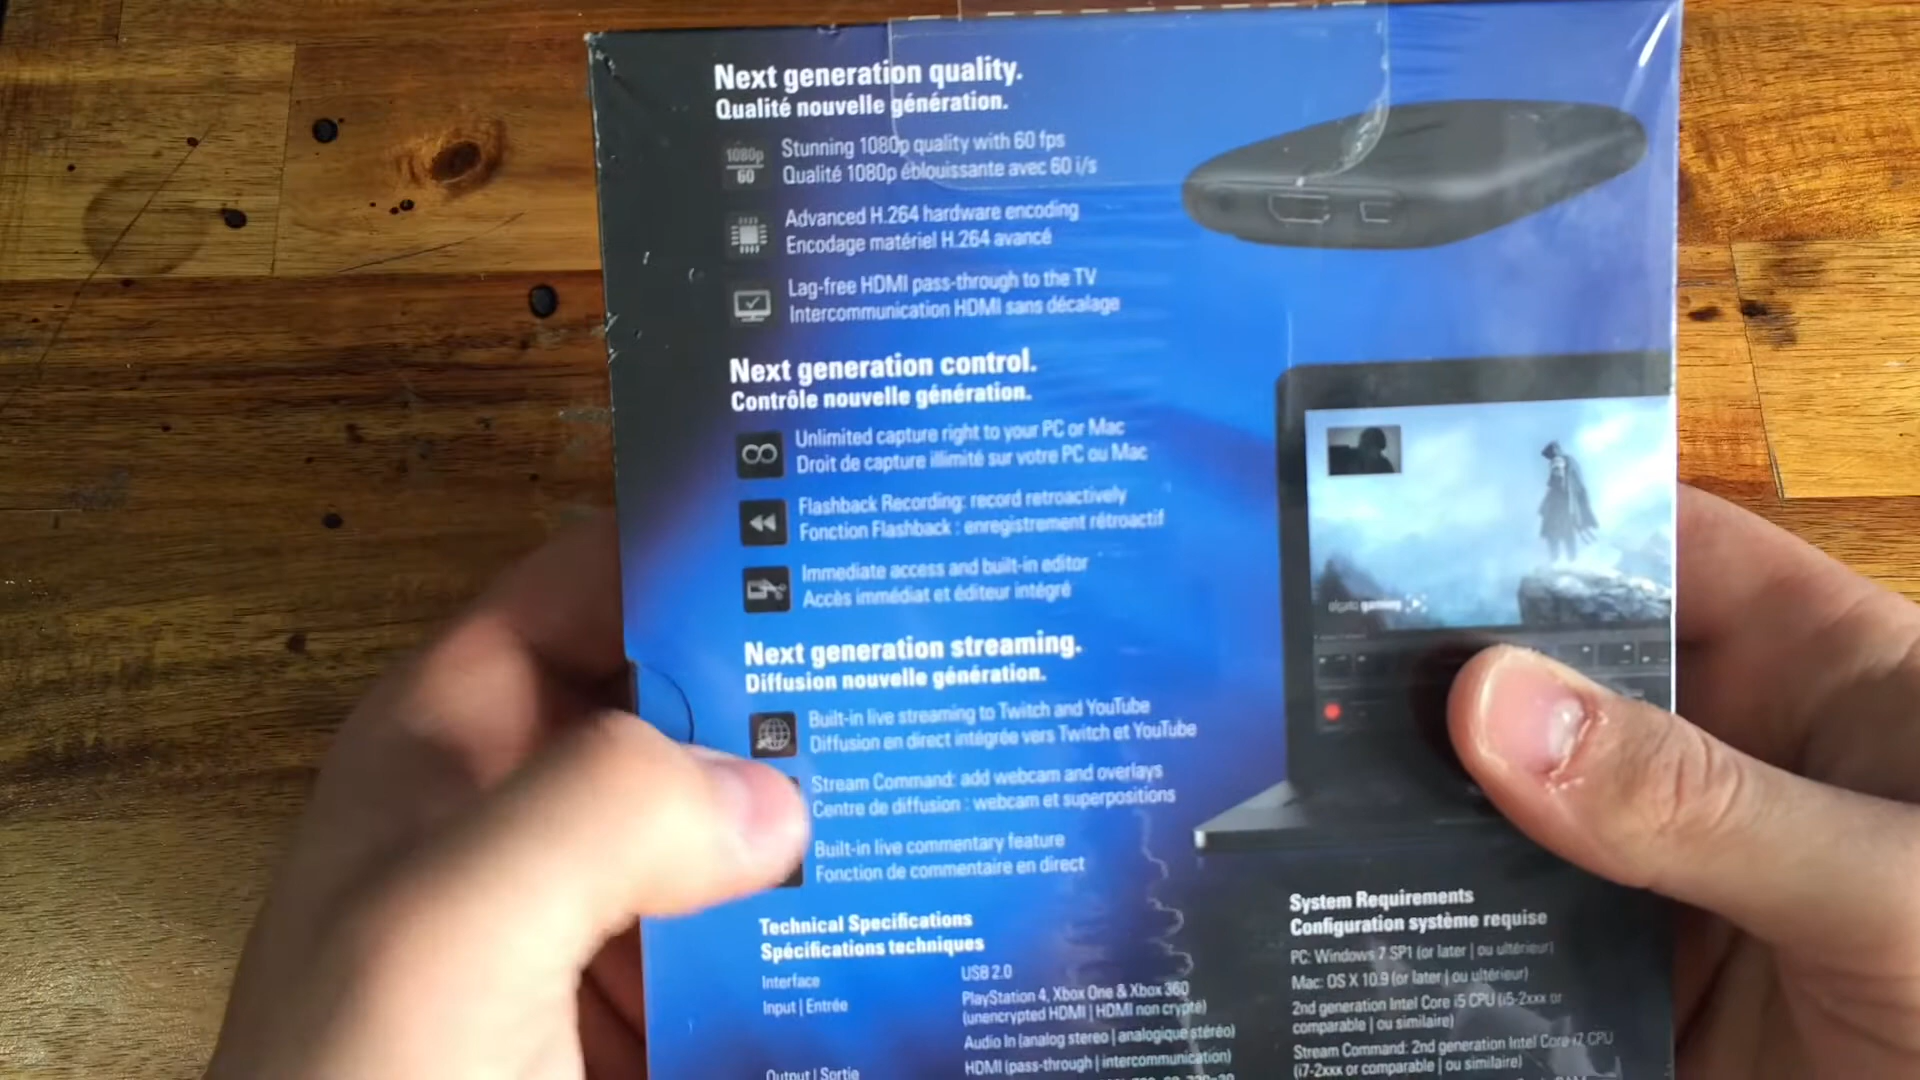 Next generation quality.
Qualité nouvelle génération.
1080p
60
Stunning 1080p quality with 60 fps
Qualité 1080p éblouissante avec 60 i/s
Advanced H.264 hardware encoding
Encodage matériel H.264 avancé
Lag-free HDMI pass-through to the TV
Intercommunication HDMI sans décalage
Next generation control.
Contrôle nouvelle génération.
Unlimited capture right to your PC or Mac
Droit de capture illimité sur votre PC ou Mac
Flashback Recording: record retroactively
Fonction Flashback : enregistrement rétroactif
Immediate access and built-in editor
Accès immédiat et éditeur intégré
elgato gaming
Next generation streaming.
Diffusion nouvelle génération.
Built-in live streaming to Twitch and YouTube
Diffusion en direct intégrée vers Twitch et YouTube
Stream Command: add webcam and overlays
Centre de diffusion : webcam et superpositions
Built-in live commentary feature
Fonction de commentaire en direct
Technical Specifications
Spécifications techniques
Interface USB 2.0
Input | Entrée PlayStation 4, Xbox One & Xbox 360
(unencrypted HDMI | HDMI non crypté)
Audio In (analog stereo | analogique stéréo)
Output | Sortie HDMI (pass-through | intercommunication)
System Requirements
Configuration système requise
PC: Windows 7 SP1 (or later | ou ultérieur)
Mac: OS X 10.9 (or later | ou ultérieur)
2nd generation Intel Core i5 CPU (i5-2xxx or
comparable | ou similaire)
Stream Command: 2nd generation Intel Core i7 CPU
(i7-2xxx or comparable | ou similaire)